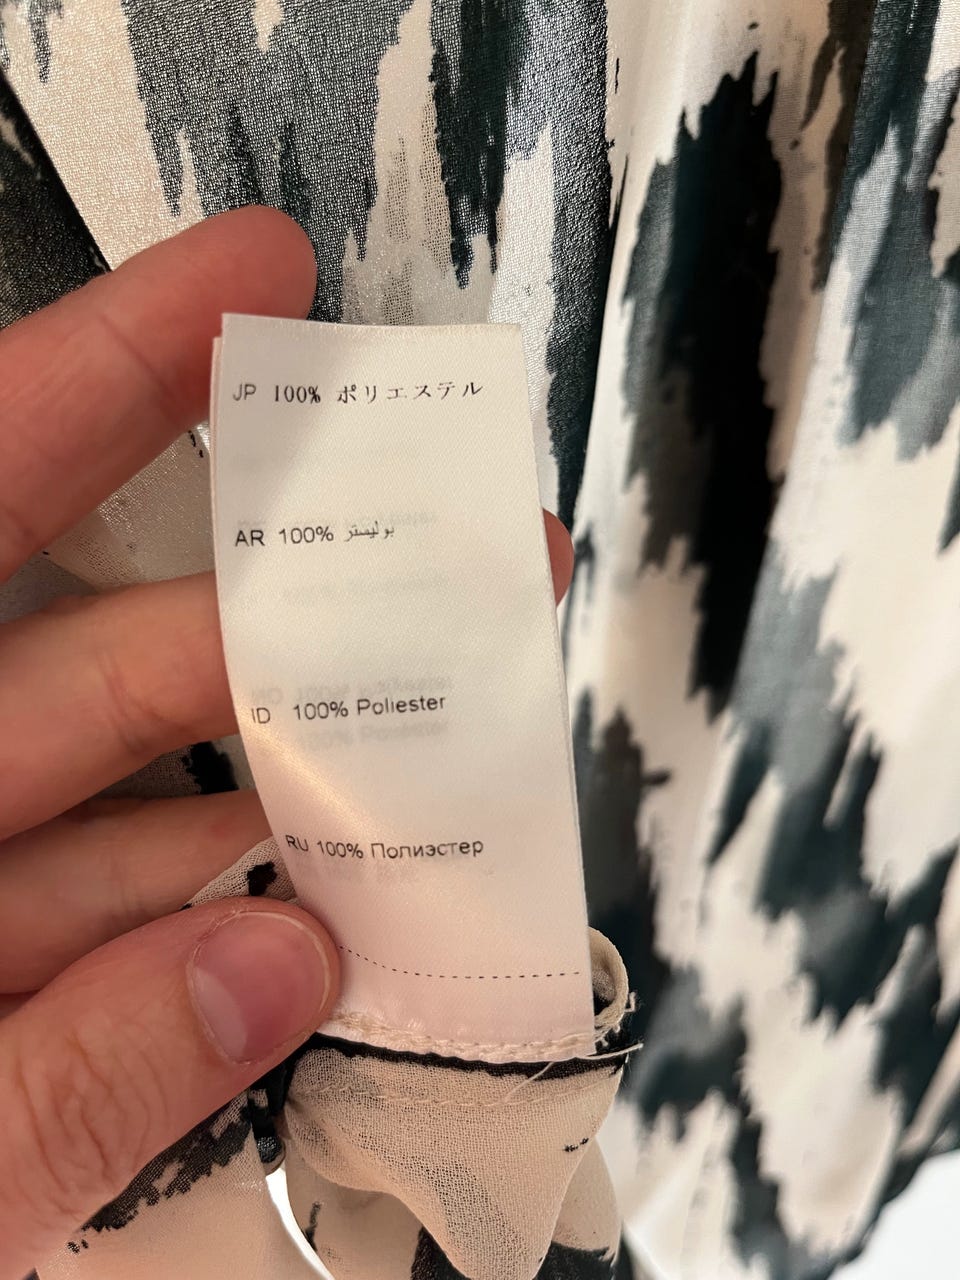 JP 100% ポリエステル
AR 100% بوليستر
ID 100% Poliester
RU 100% Полиэстер